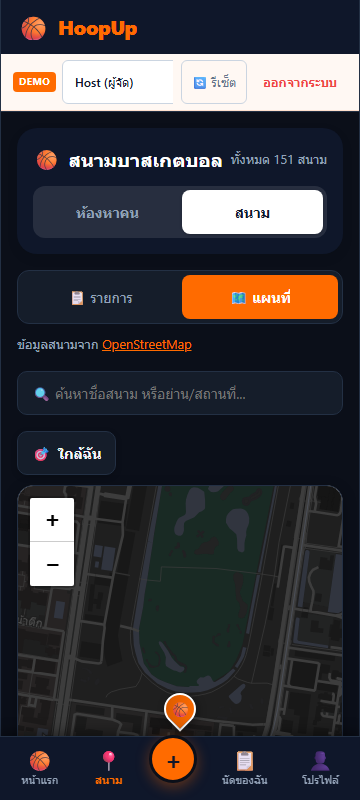 HoopUp
DEMO
Host (ผู้จัด)
รีเซ็ต
ออกจากระบบ
สนามบาสเกตบอล
ทั้งหมด 151 สนาม
ห้องหาคน
สนาม
รายการ
แผนที่
ข้อมูลสนามจาก OpenStreetMap
ค้นหาชื่อสนาม หรือย่าน/สถานที่...
ใกล้ฉัน
+
−
+
หน้าแรก
สนาม
นัดของฉัน
โปรไฟล์